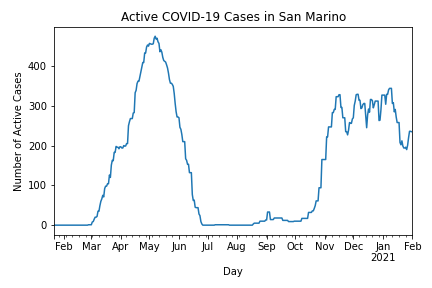 Active COVID-19 Cases in San Marino
Number of Active Cases
400
300
200
100
0
Feb Mar Apr May Jun Jul Aug Sep Oct Nov Dec Jan Feb
2021
Day